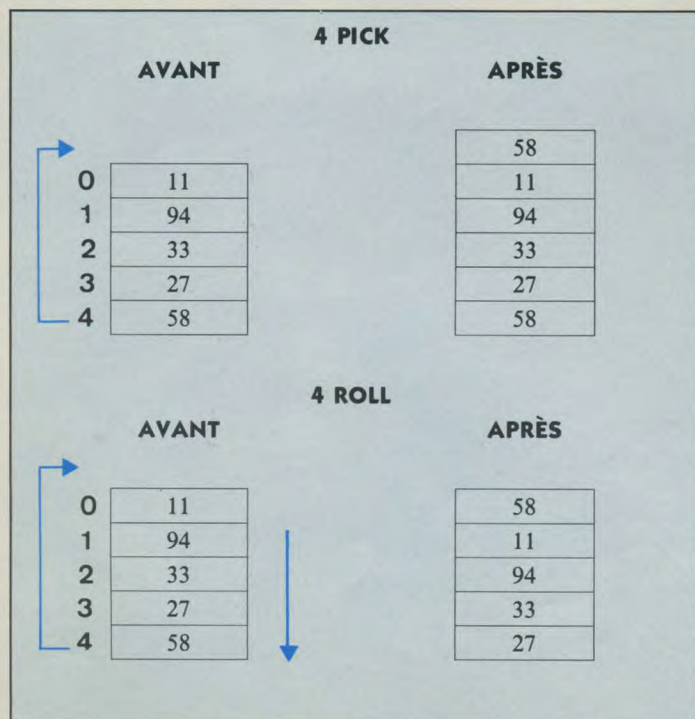 4 PICK
AVANT APRÈS
58
0 11 11
1 94 94
2 33 33
3 27 27
4 58 58
4 ROLL
AVANT APRÈS
0 11 58
1 94 11
2 33 94
3 27 33
4 58 27